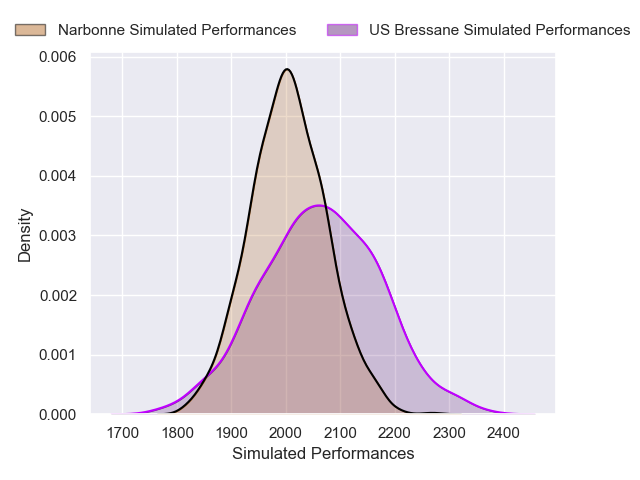 Narbonne Simulated Performances
US Bressane Simulated Performances
0.006
0.005
0.004
0.003
0.002
0.001
0.000
Density
1700 1800 1900 2000 2100 2200 2300 2400
Simulated Performances